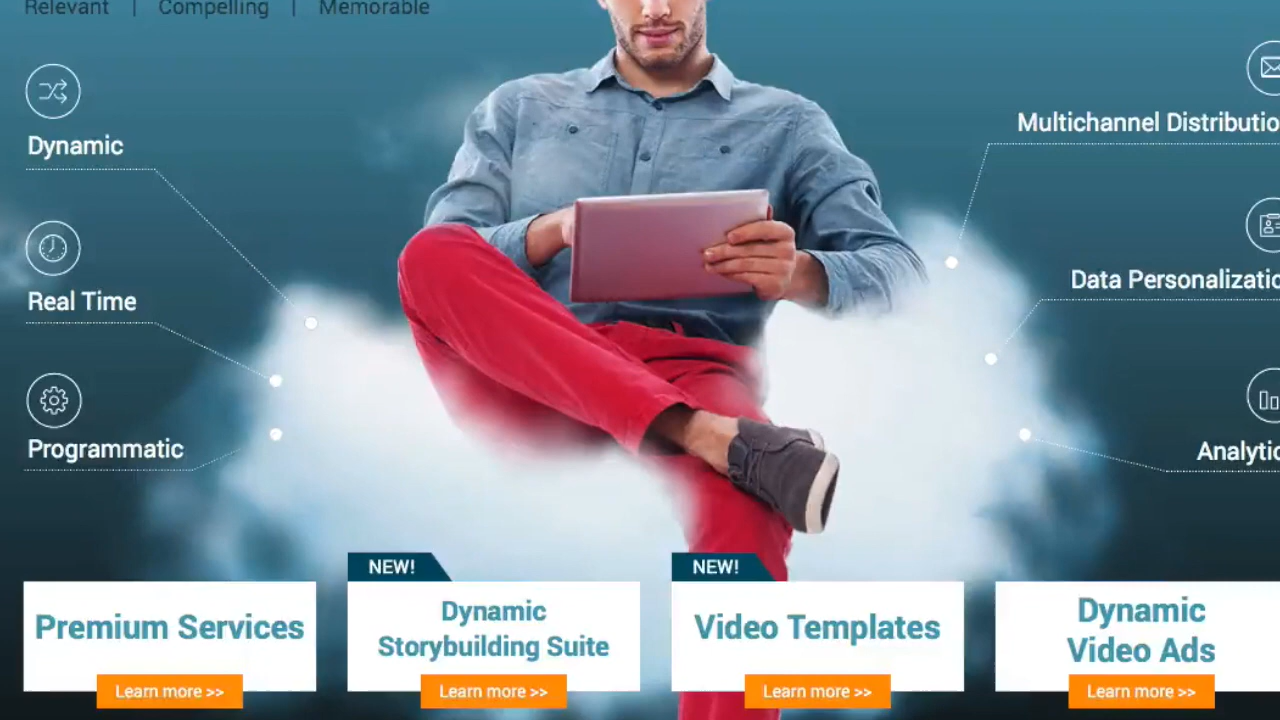 Relevant | Compelling | Memorable
Dynamic
Real Time
Programmatic
Multichannel Distributio
Data Personalizatio
Analytic
NEW!
NEW!
Premium Services
Dynamic
Storybuilding Suite
Video Templates
Dynamic
Video Ads
Learn more >>
Learn more >>
Learn more >>
Learn more >>